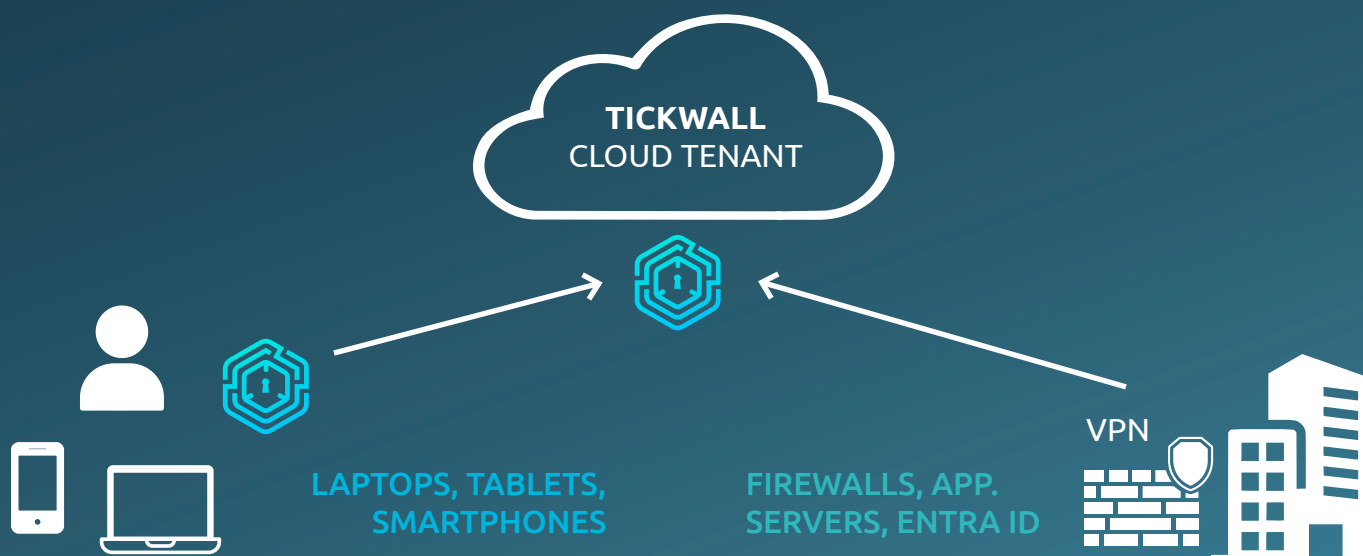 TICKWALL
CLOUD TENANT
VPN
LAPTOPS, TABLETS,
SMARTPHONES
FIREWALLS, APP.
SERVERS, ENTRA ID